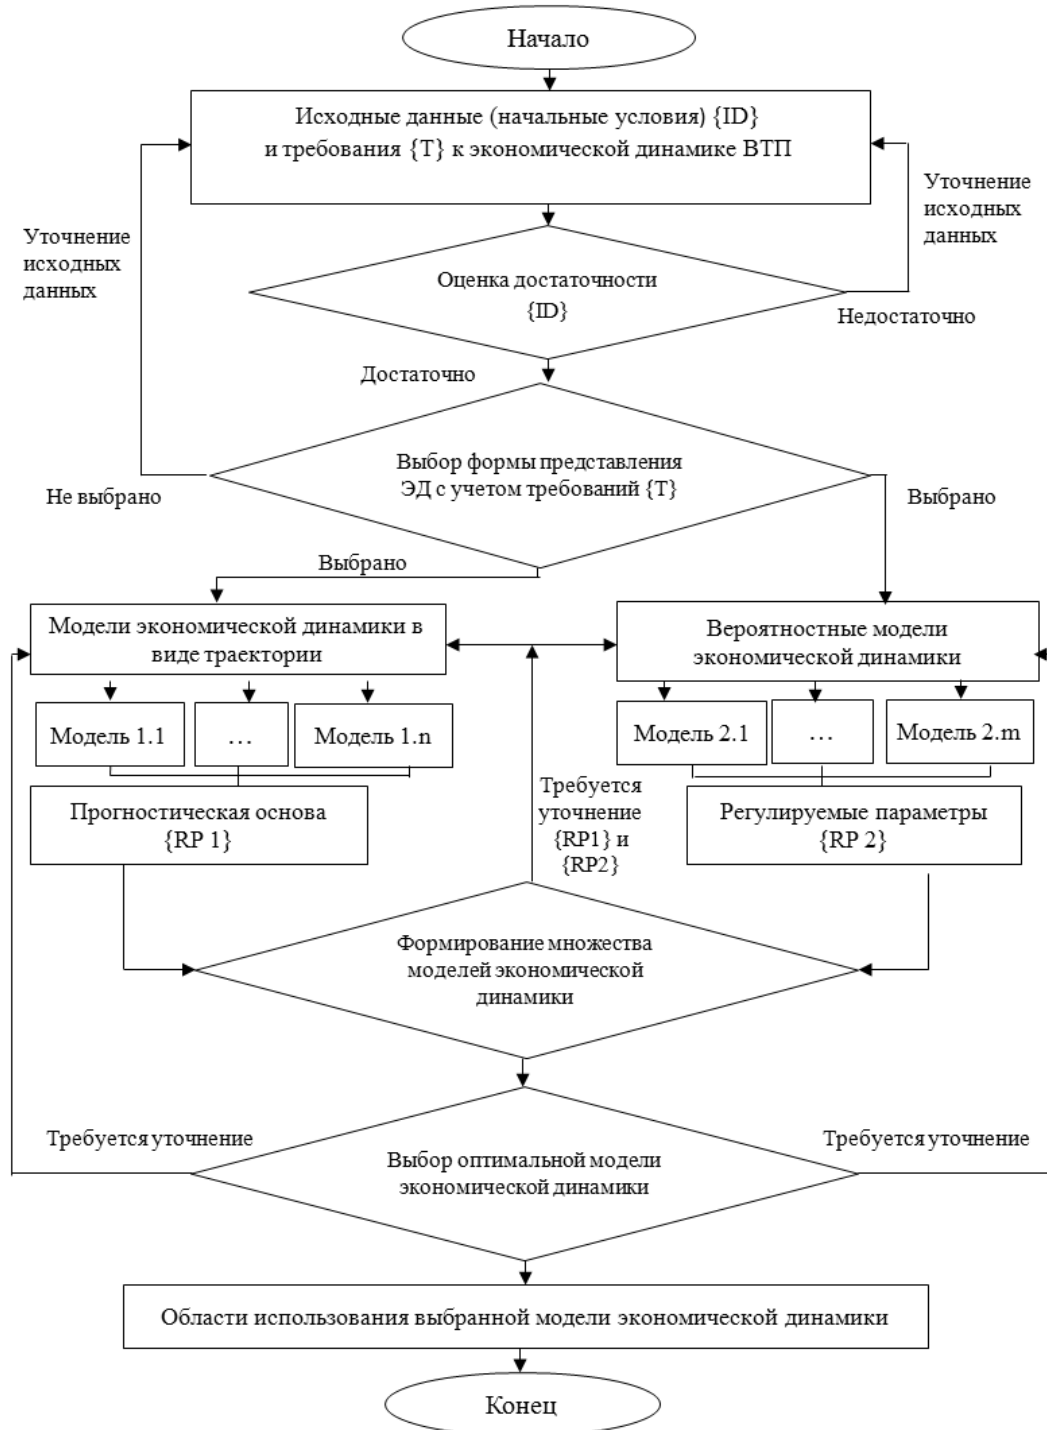 Начало
Исходные данные (начальные условия) {ID}
и требования {T} к экономической динамике ВТП
Уточнение
исходных
данных
Уточнение
исходных
данных
Оценка достаточности
{ID}
Недостаточно
Достаточно
Выбор формы представления
ЭД с учетом требований {T}
Не выбрано
Выбрано
Выбрано
Модели экономической динамики в
виде траектории
Вероятностные модели
экономической динамики
Модель 1.1
...
Модель 1.n
Модель 2.1
...
Модель 2.m
Прогностическая основа
{RP 1}
Требуется
уточнение
{RP1} и
{RP2}
Регулируемые параметры
{RP 2}
Формирование множества
моделей экономической
динамики
Требуется уточнение
Требуется уточнение
Выбор оптимальной модели
экономической динамики
Области использования выбранной модели экономической динамики
Конец